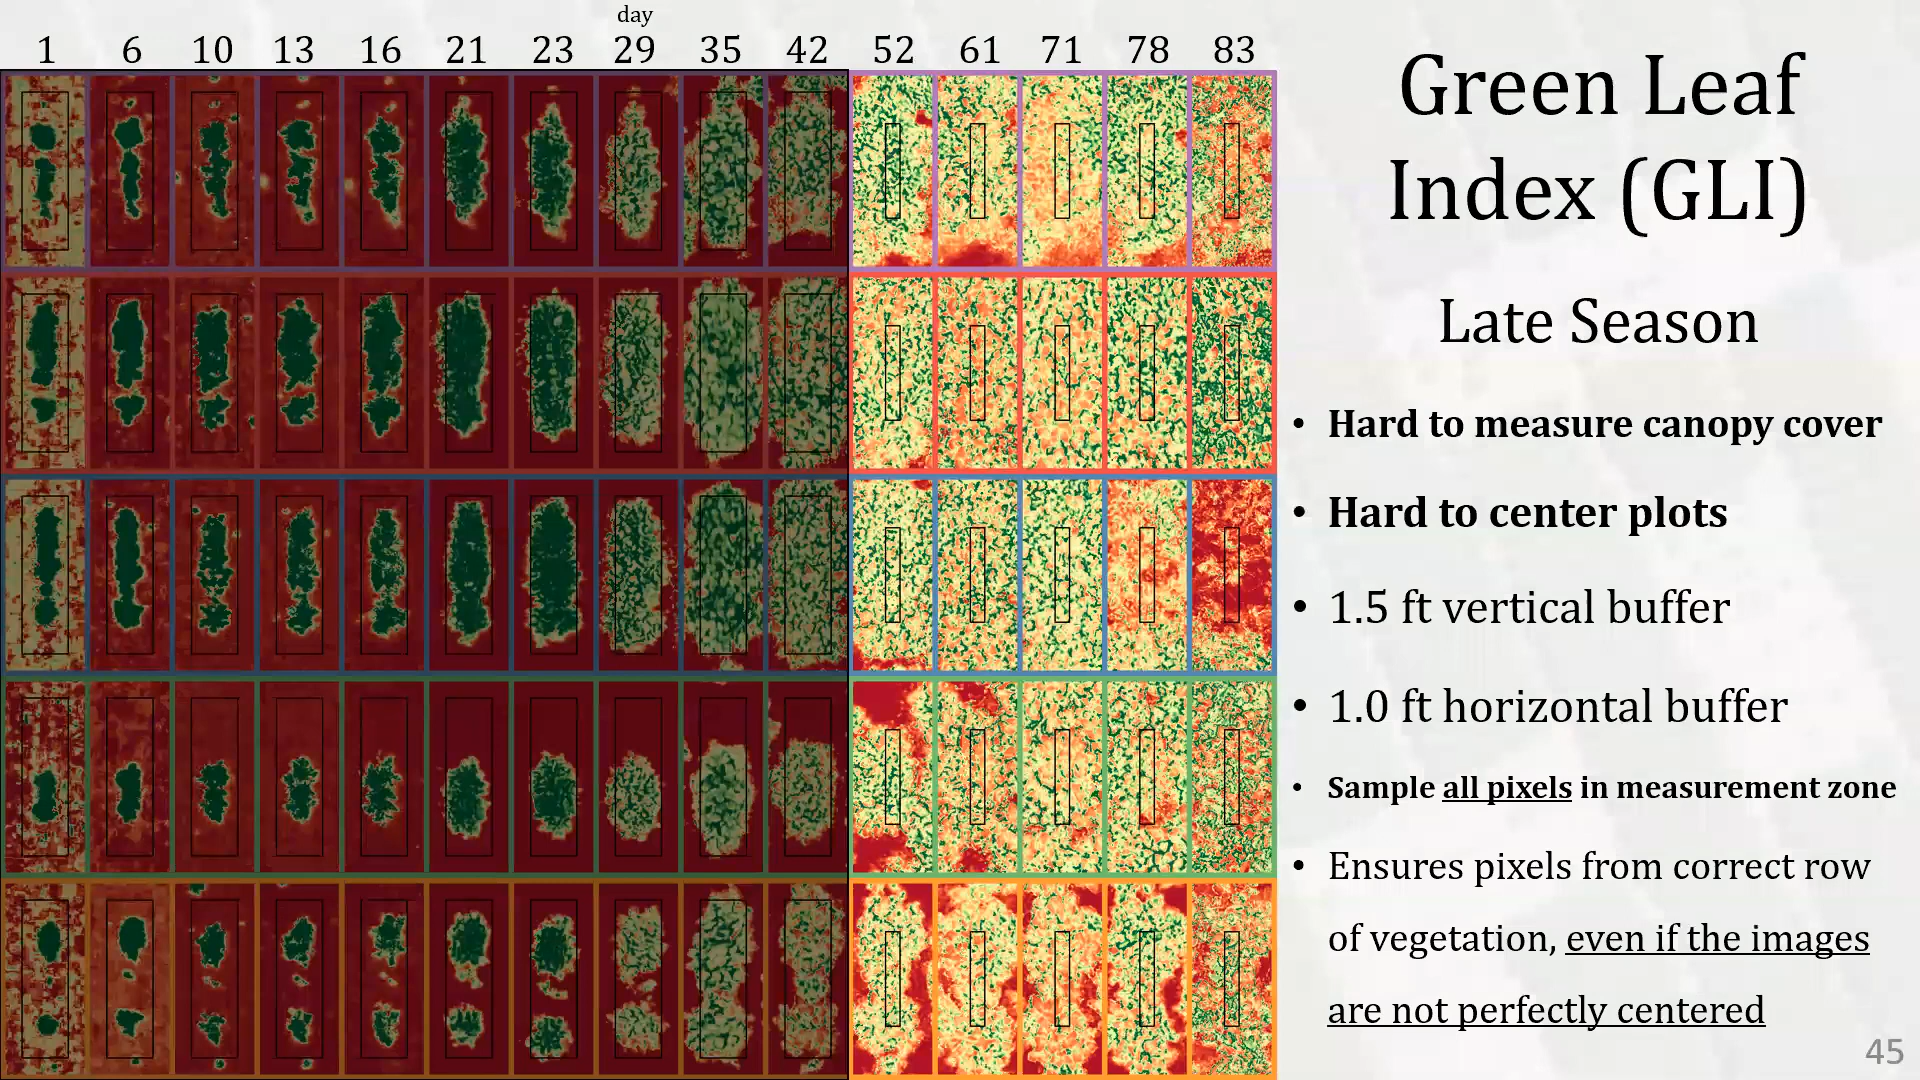 day
1 6 10 13 16 21 23 29 35 42 52 61 71 78 83
Green Leaf
Index (GLI)
Late Season
• Hard to measure canopy cover
• Hard to center plots
• 1.5 ft vertical buffer
• 1.0 ft horizontal buffer
• Sample all pixels in measurement zone
• Ensures pixels from correct row
of vegetation, even if the images
are not perfectly centered
45